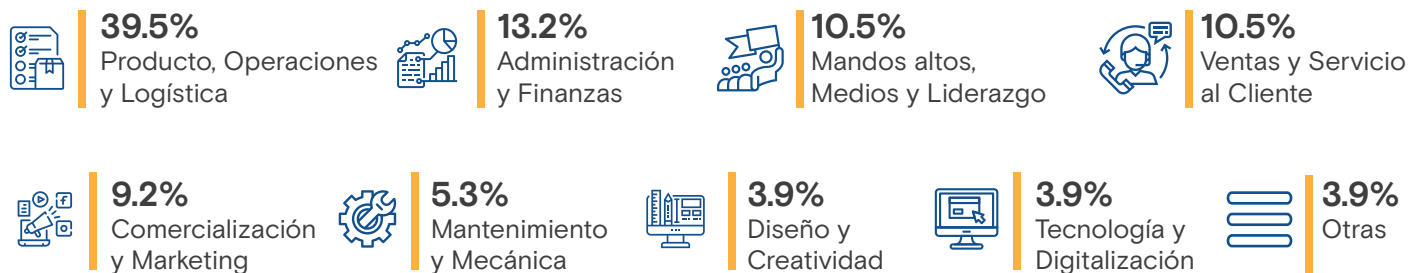 39.5%
Producto, Operaciones
y Logística
13.2%
Administración
y Finanzas
10.5%
Mandos altos,
Medios y Liderazgo
10.5%
Ventas y Servicio
al Cliente
9.2%
Comercialización
y Marketing
5.3%
Mantenimiento
y Mecánica
3.9%
Diseño y
Creatividad
3.9%
Tecnología y
Digitalización
3.9%
Otras